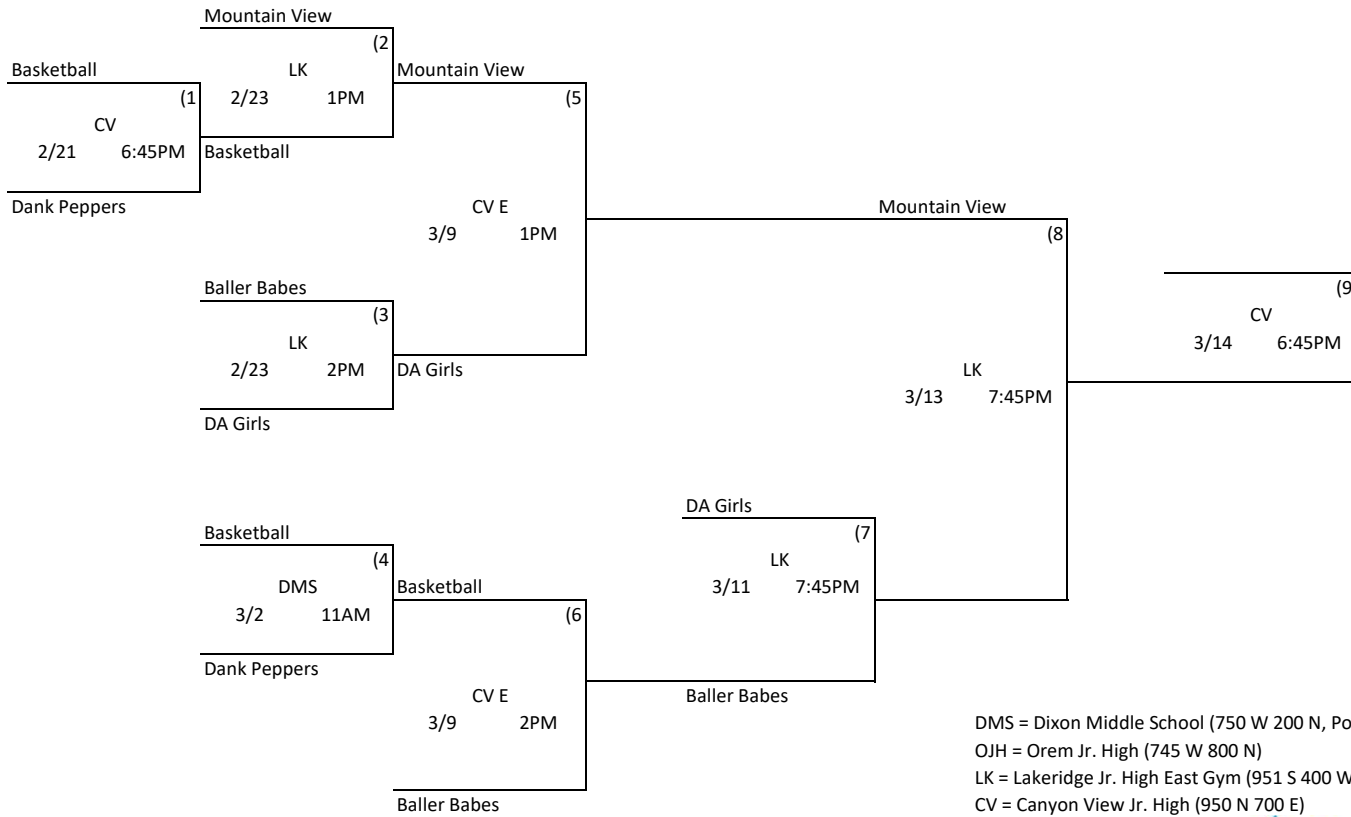 Mountain View
(2
Basketball LK Mountain View
(1 2/23 1PM (5
CV
2/21 6:45PM Basketball
Dank Peppers CV E Mountain View
3/9 1PM (8
Baller Babes (9
(3 CV
LK 3/14 6:45PM
2/23 2PM DA Girls LK
3/13 7:45PM
DA Girls
DA Girls
Basketball (7
(4 LK
DMS Basketball 3/11 7:45PM
3/2 11AM (6
Dank Peppers
CV E Baller Babes
3/9 2PM DMS = Dixon Middle School (750 W 200 N, Po
OJH = Orem Jr. High (745 W 800 N)
LK = Lakeridge Jr. High East Gym (951 S 400 W
Baller Babes CV = Canyon View Jr. High (950 N 700 E)